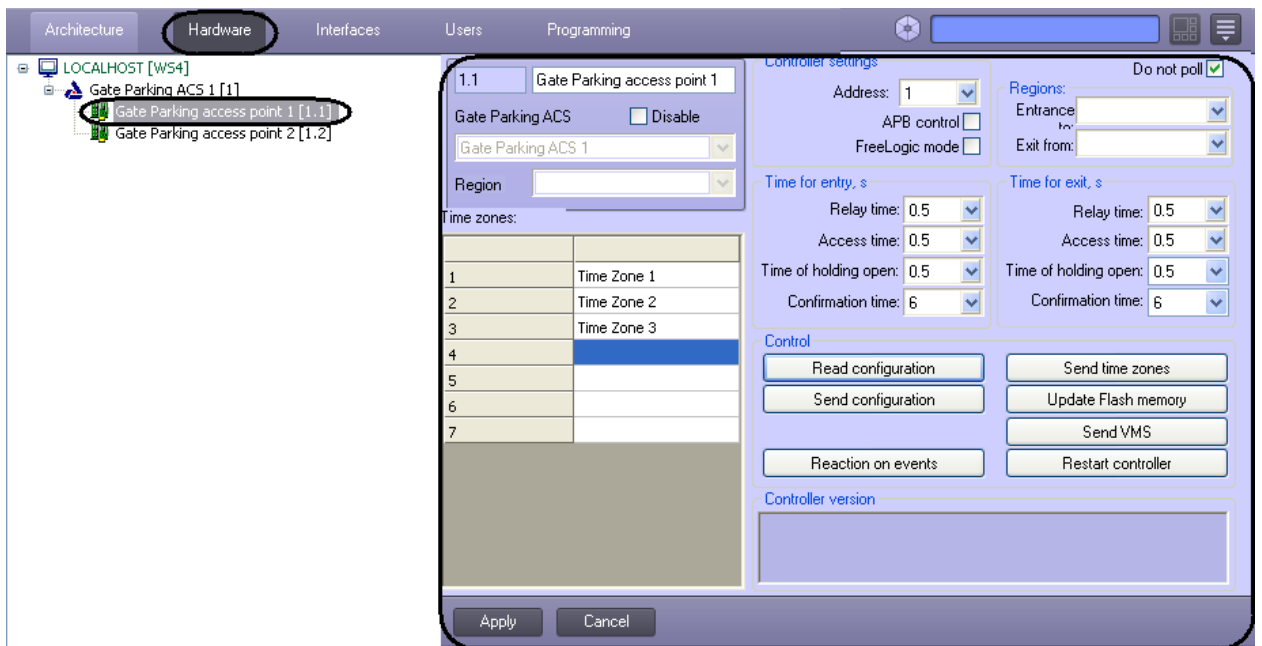 Architecture Hardware Interfaces Users Programming
LOCALHOST [WS4]
Gate Parking ACS 1 [1]
Gate Parking access point 1 [1.1]
Gate Parking access point 2 [1.2]
1.1 Gate Parking access point 1
Gate Parking ACS Disable
Gate Parking ACS 1
Region
Time zones:
1 Time Zone 1
2 Time Zone 2
3 Time Zone 3
4
5
6
7
Controller settings
Address: 1
APB control
FreeLogic mode
Do not poll
Regions:
Entrance
to:
Exit from:
Time for entry, s
Relay time: 0.5
Access time: 0.5
Time of holding open: 0.5
Confirmation time: 6
Time for exit, s
Relay time: 0.5
Access time: 0.5
Time of holding open: 0.5
Confirmation time: 6
Control
Read configuration Send time zones
Send configuration Update Flash memory
Send VMS
Reaction on events Restart controller
Controller version
Apply Cancel